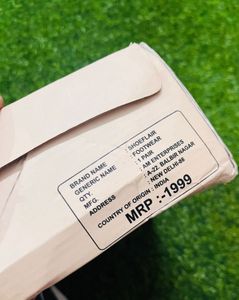 BRAND NAME : SHOEFLAIR
GENERIC NAME : FOOTWEAR
QTY. : 1 PAIR
MFG. : AM ENTERPRISES
ADDRESS : A-22, BALBIR NAGAR
NEW DELHI-86
COUNTRY OF ORIGIN : INDIA
MRP :-1999